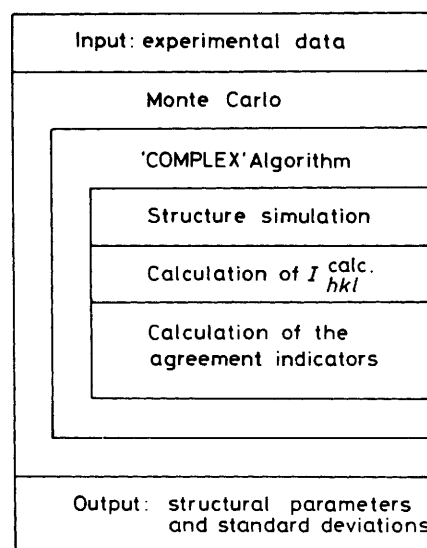 Input: experimental data
Monte Carlo
'COMPLEX' Algorithm
Structure simulation
Calculation of I calc. hkl
Calculation of the
agreement indicators
Output: structural parameters
and standard deviations